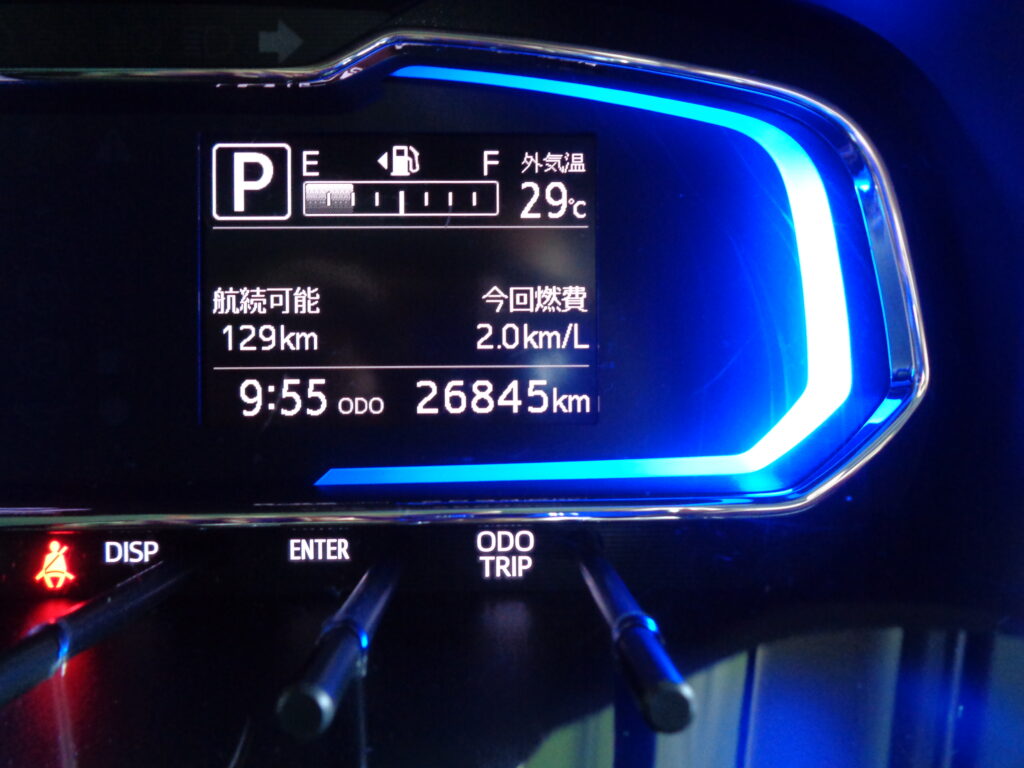 P E F 外気温
29℃
航続可能 今回燃費
129km 2.0km/L
9:55 ODO 26845km
DISP ENTER ODO
TRIP